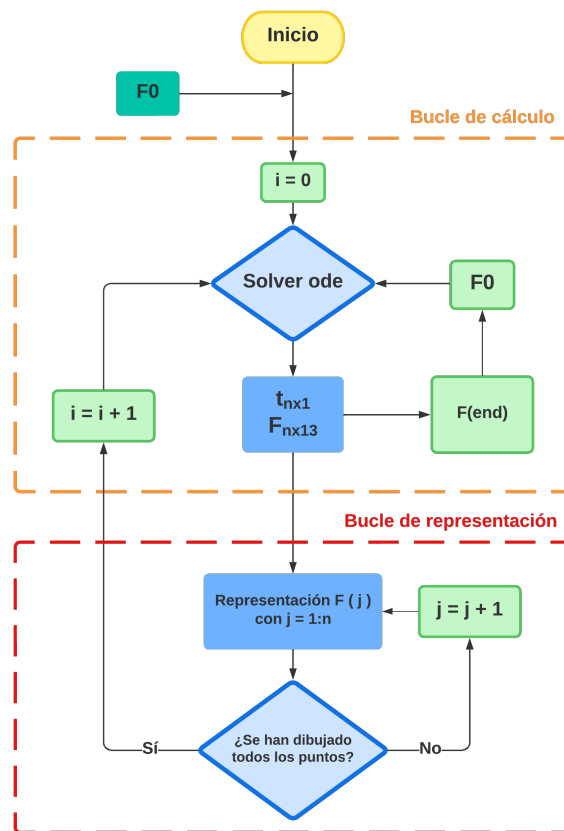 Inicio
F0
Bucle de cálculo
i = 0
Solver ode
F0
i = i + 1
tnx1
Fnx13
F(end)
Bucle de representación
Representación F ( j )
con j = 1:n
j = j + 1
¿Se han dibujado
todos los puntos?
Sí
No